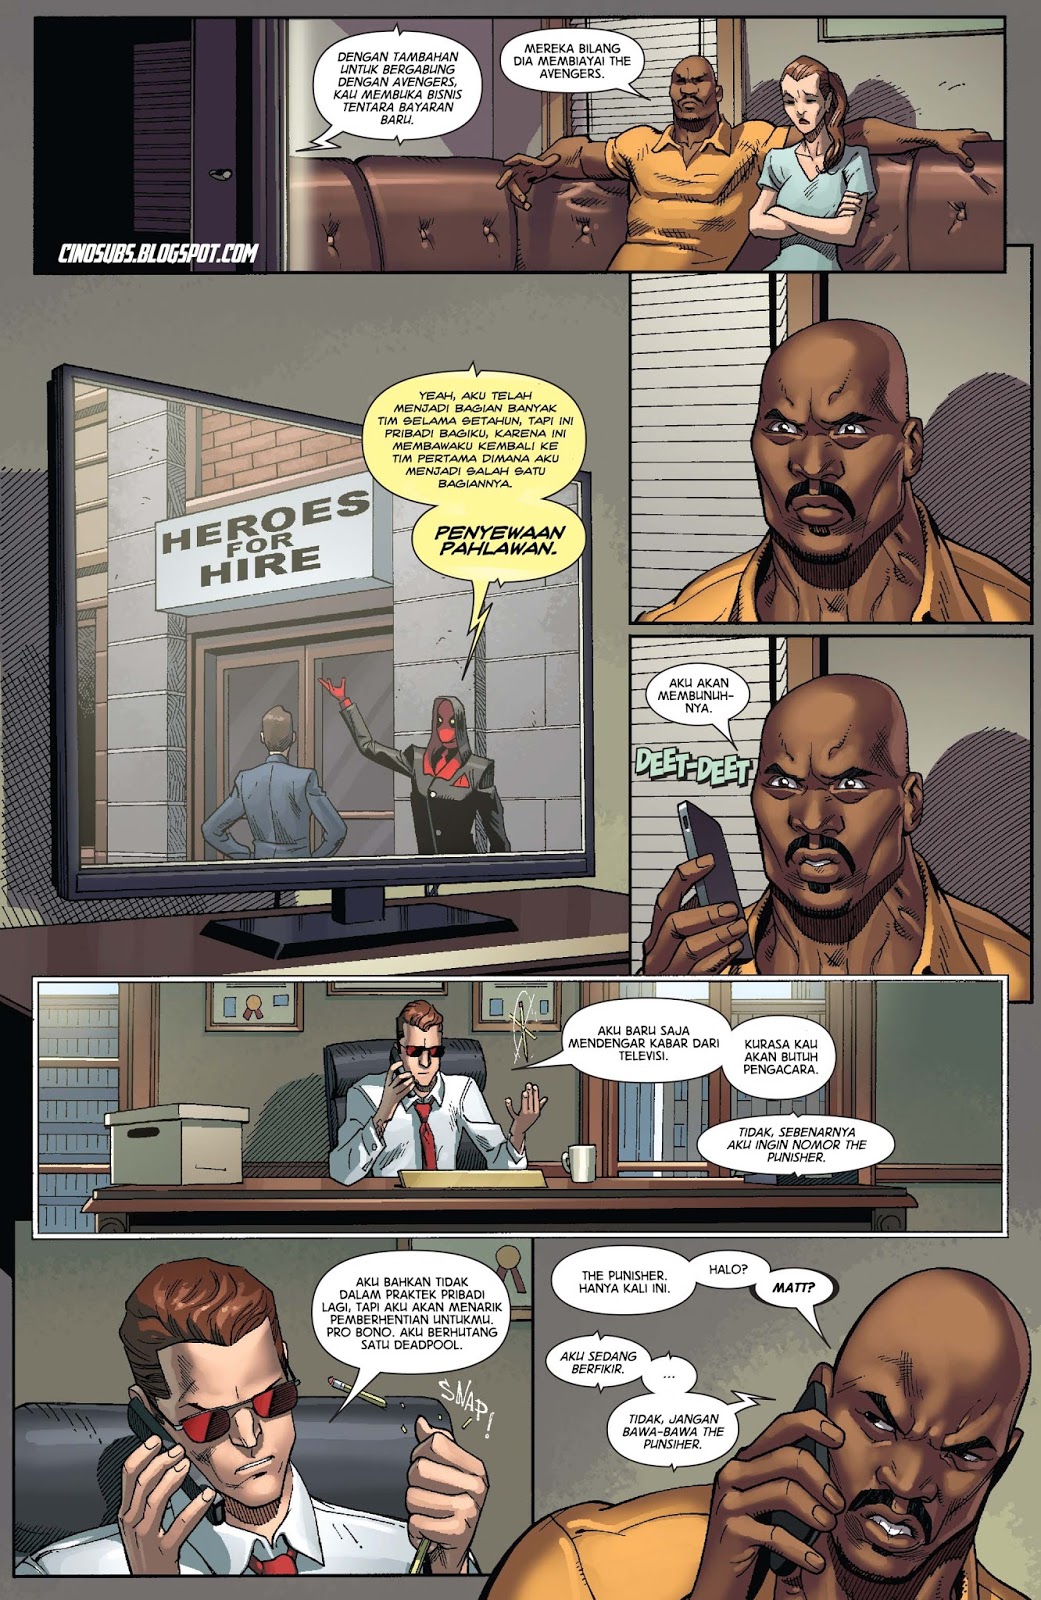 DENGAN TAMBAHAN
UNTUK BERGABUNG
DENGAN AVENGERS,
KAU MEMBUKA BISNIS
TENTARA BAYARAN
BARU.
MEREKA BILANG
DIA MEMBIAYAI THE
AVENGERS.
CINOSUBS.BLOGSPOT.COM
YEAH, AKU TELAH
MENJADI BAGIAN BANYAK
TIM SELAMA SETAHUN, TAPI INI
PRIBADI BAGIKU, KARENA INI
MEMBAWAKU KEMBALI KE
TIM PERTAMA DIMANA AKU
MENJADI SALAH SATU
BAGIANNYA.
PENYEWAAN
PAHLAWAN.
HEROES
FOR
HIRE
AKU AKAN
MEMBUNUH-
NYA.
DEET-DEET
AKU BARU SAJA
MENDENGAR KABAR DARI
TELEVISI.
KURASA KAU
AKAN BUTUH
PENGACARA.
TIDAK, SEBENARNYA
AKU INGIN NOMOR THE
PUNISHER.
AKU BAHKAN TIDAK
DALAM PRAKTEK PRIBADI
LAGI, TAPI AKU AKAN MENARIK
PEMBERHENTIAN UNTUKMU.
PRO BONO. AKU BERHUTANG
SATU DEADPOOL.
SNAP!
THE PUNISHER.
HANYA KALI INI.
HALO?
MATT?
AKU SEDANG
BERFIKIR.
...
TIDAK, JANGAN
BAWA-BAWA THE
PUNSIHER.